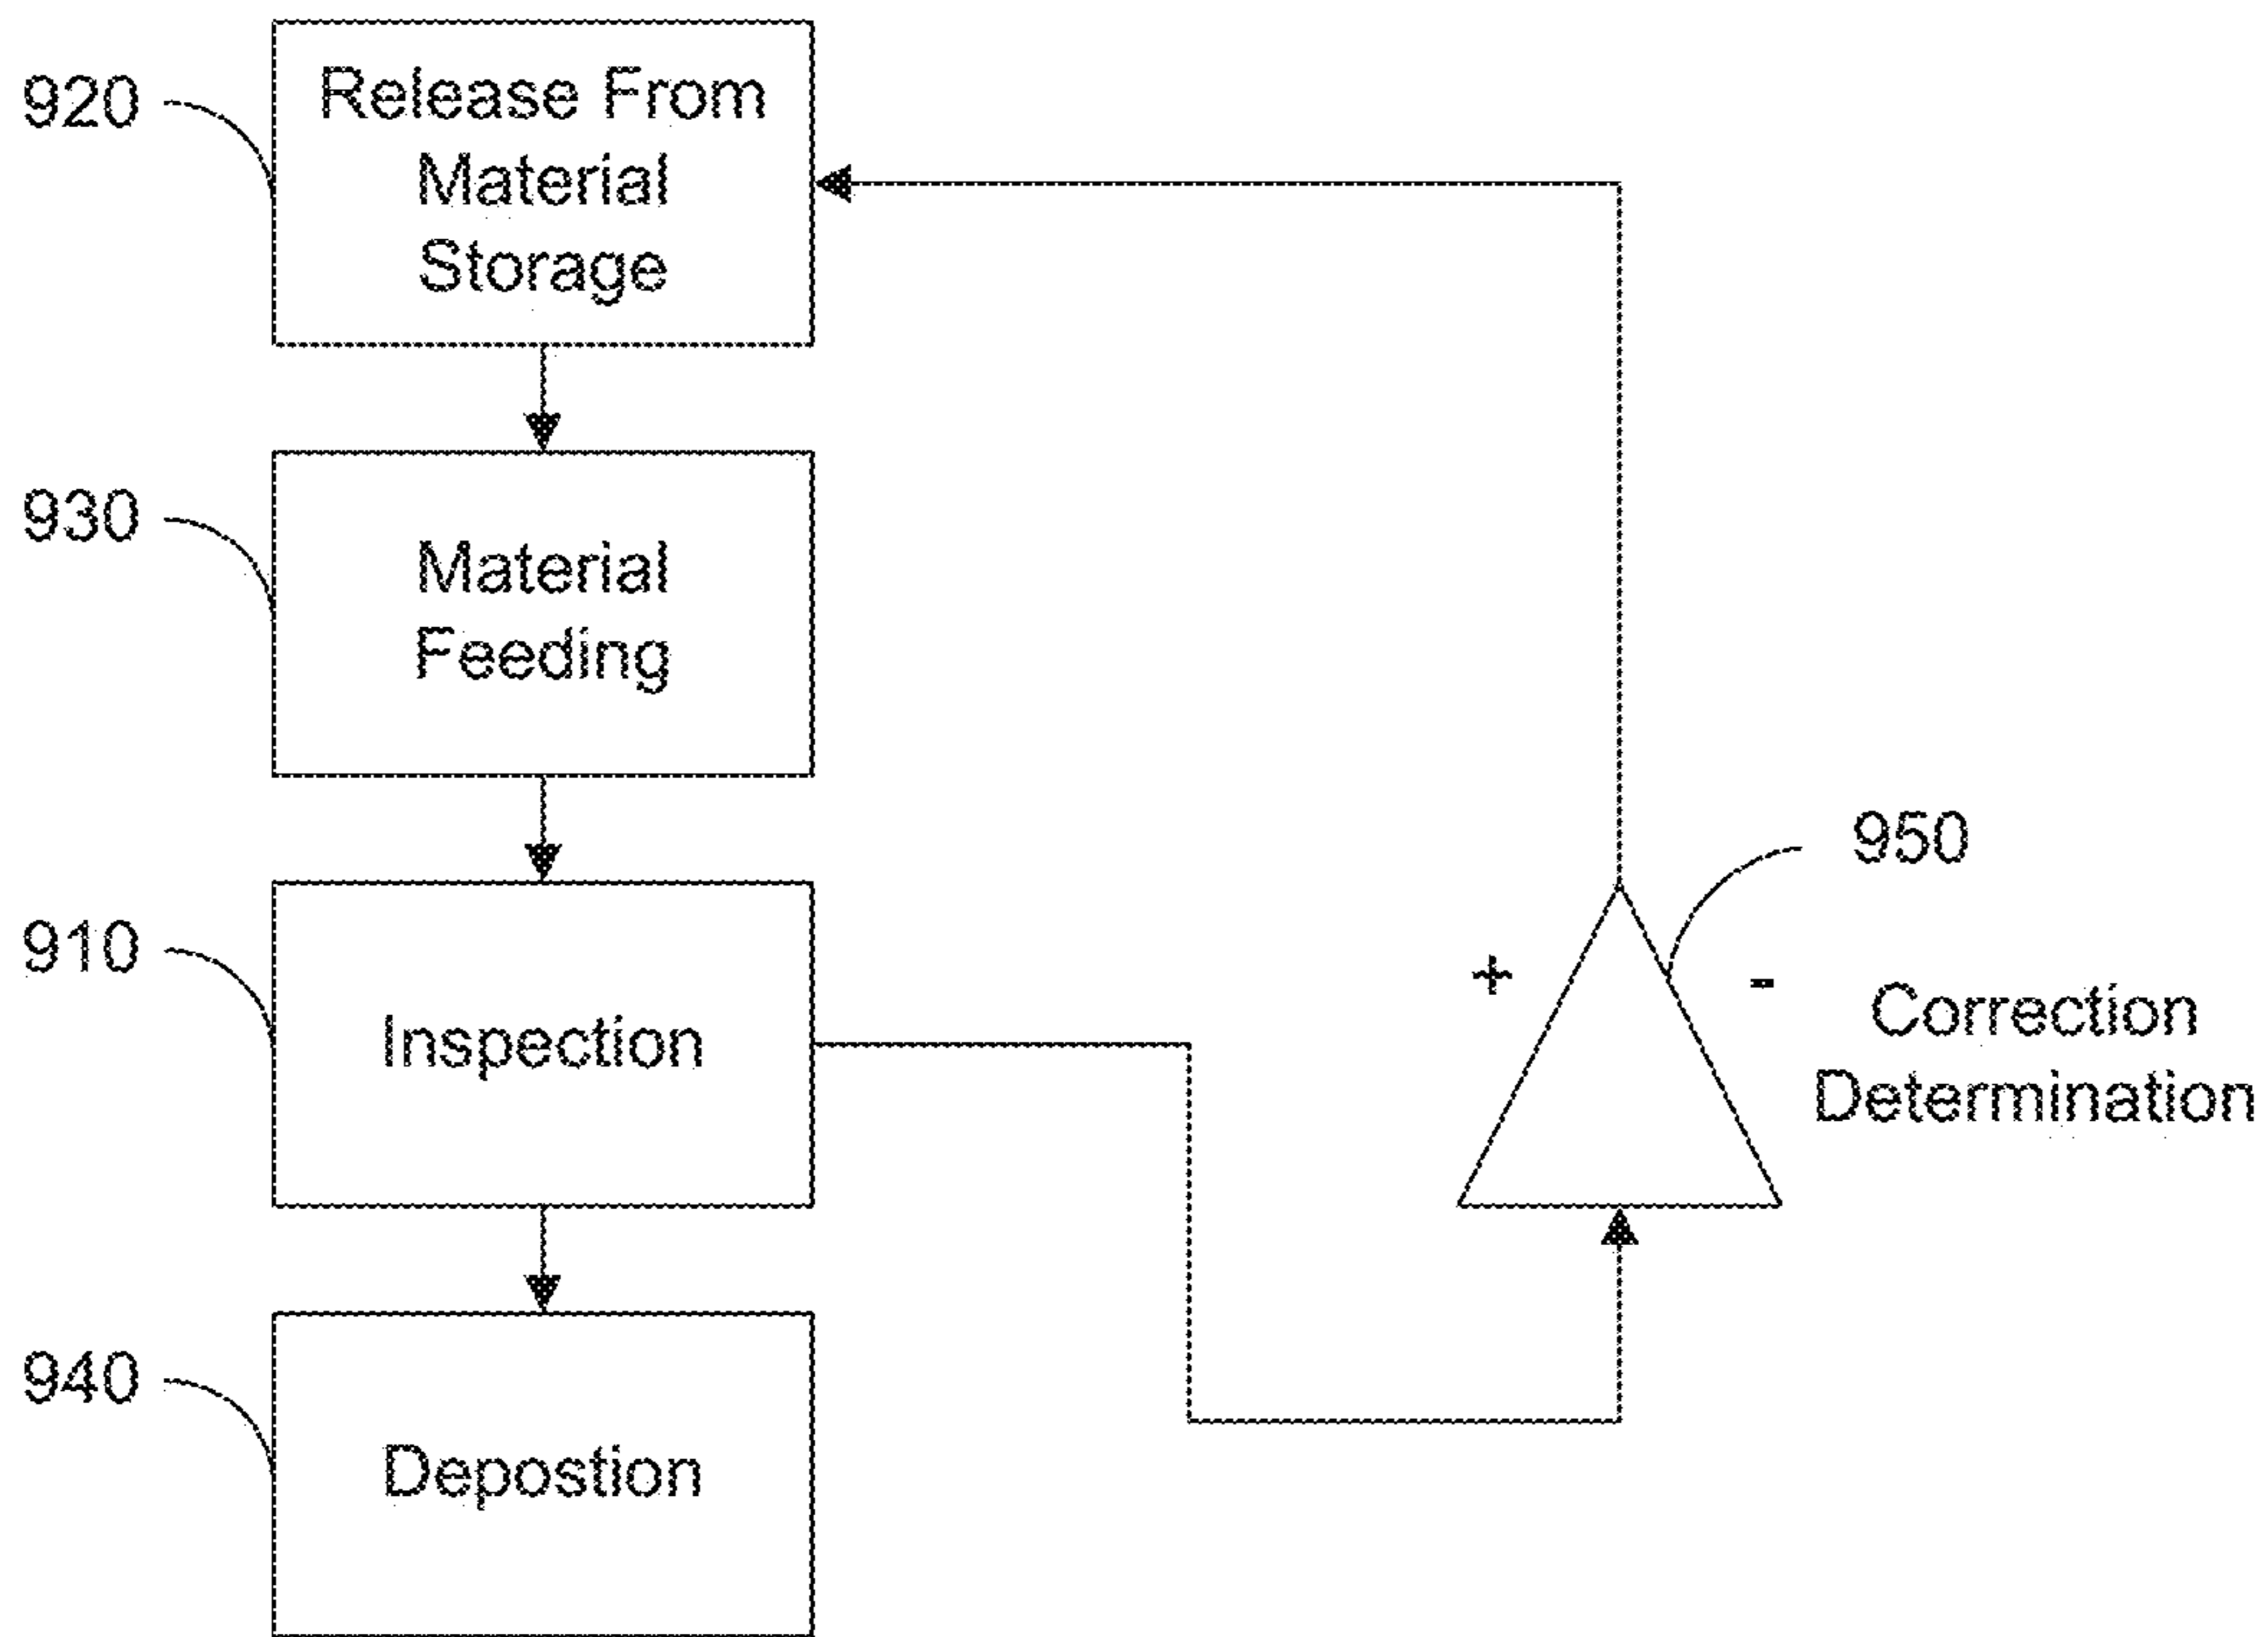 920
Release From
Material
Storage
930
Material
Feeding
910
Inspection
940
Depostion
950
+
-
Correction
Determination